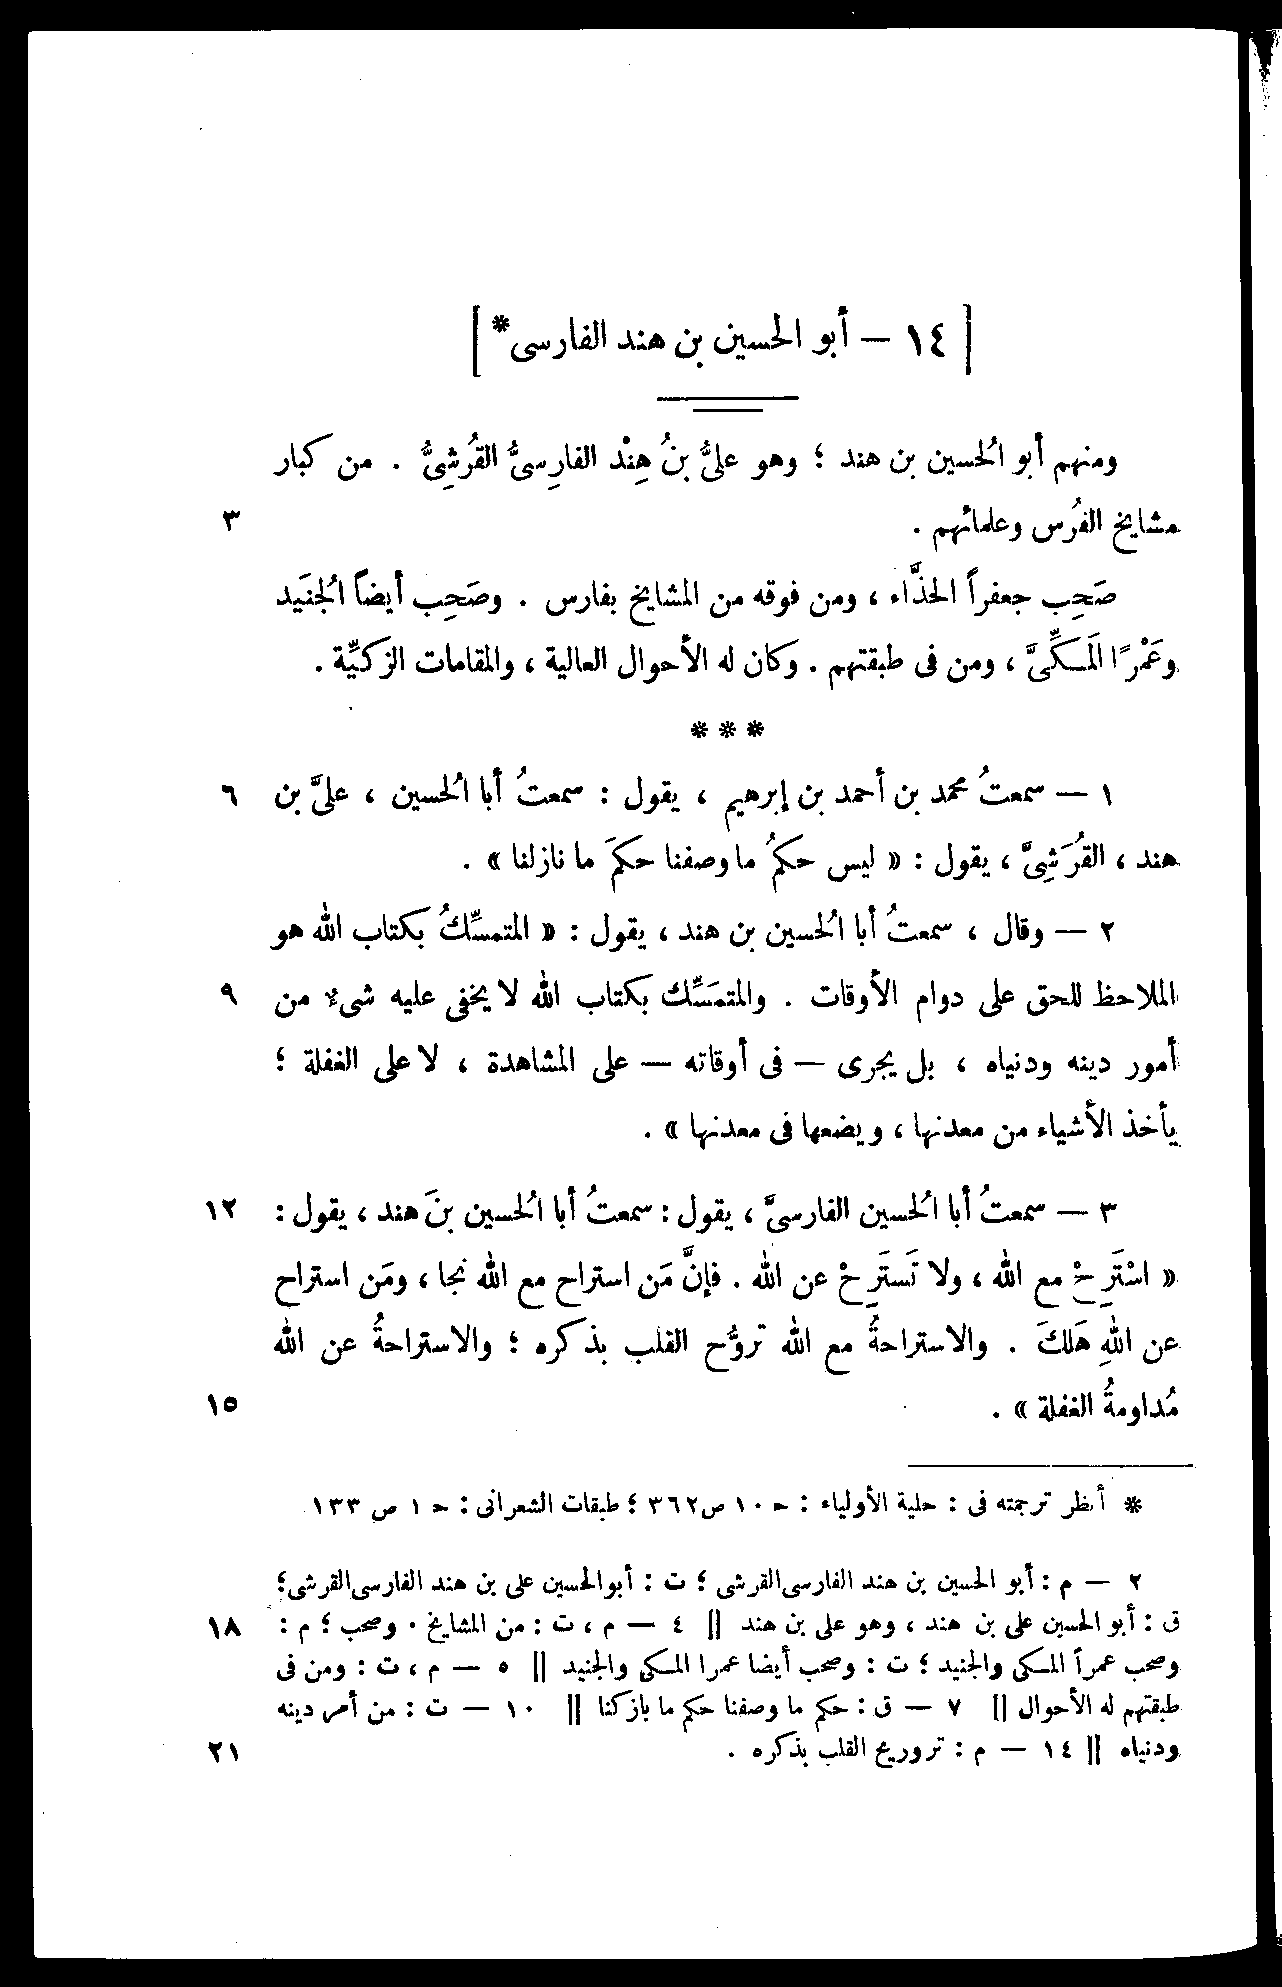 [ ١٤ — أبو الحسين بن هند الفارسى* ]
ومنهم أبو الُحسين بن هند ؛ وهو علىُّ بنُ هِنْد الفارِسىُّ القُرُشِىُّ . من كبار
مشايخ الفُرس وعلمائهم . ٣
صَحِب جعفراً الحذَّاء ، ومن فوقه من المشايخ بفارس . وصَحِب أيضاً الُجنَيد
وعَمْرًا الَمـكِّىَّ ، ومن فى طبقتهم . وكان له الأحوال العالية ، والمقامات الزكيِّة .
***
١ — سمعتُ محمد بن أحمد بن إبرهيم ، يقول : سمعتُ أبا الُحسين ، علىَّ بن ٦
هند ، القُرَشِىَّ ، يقول : « ليس حكمُ ما وصفنا حكمَ ما نازلنا » .
٢ — وقال ، سمعتُ أبا الُحسين بن هند ، يقول : « المتمسِّكُ بكتاب الله هو
الملاحظ للحق على دوام الأوقات . والمتمَسِّك بكتاب الله لا يخفى عليه شىء من ٩
أمور دينه ودنياه ، بل يجرى — فى أوقاته — على المشاهدة ، لا على الغفلة ؛
يأخذ الأشياء من معدنها ، ويضعها فى معدنها » .
٣ — سمعتُ أبا الُحسين الفارسىَّ ، يقول : سمعتُ أبا الُحسين بنَ هند ، يقول : ١٢
« اسْتَرِحْ مع الله ، ولا تَستَرِحْ عن الله . فإنَّ مَن استراح مع الله نجا ، ومَن استراح
عن اللهِ هَلكَ . والاستراحةُ مع الله تروُّح القلب بذكره ؛ والاستراحةُ عن الله
مُداومةُ الغفلة » . ١٥
* أنظر ترجمته فى : حلية الأولياء : حـ ١٠ ص ٣٦٢ ؛ طبقات الشعرانى : حـ ١ ص ١٣٣
٢ — م : أبو الحسين بن هند الفارسى القرشى ؛ ت : أبو الحسين على بن هند الفارسى القرشى ؛
ق : أبو الحسين على بن هند ، وهو على بن هند || ٤ — م ، ت : من المشايخ . وصحب ؛ م : ١٨
وصحب عمراً المـكى والجنيد ؛ ت : وصحب أيضا عمرا المـكى والجنيد || ٥ — م ، ت : ومن فى
طبقتهم له الأحوال || ٧ — ق : حكم ما وصفنا حكم ما بازكنا || ١٠ — ت : من أمر دينه
ودنياه || ١٤ — م : تروريح القلب بذكره . ٢١